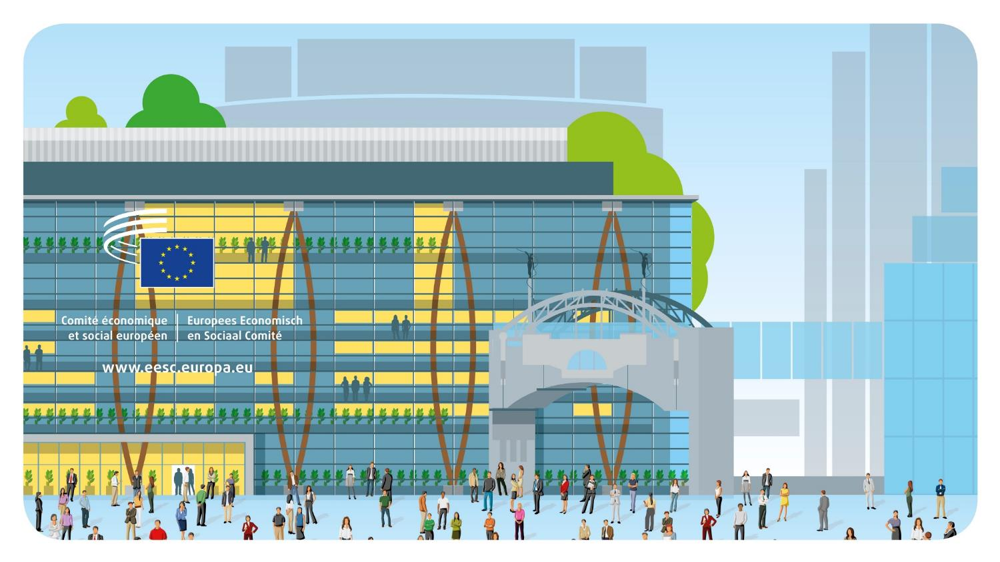 Comité économique
et social européen
Europees Economisch
en Sociaal Comité
www.eesc.europa.eu